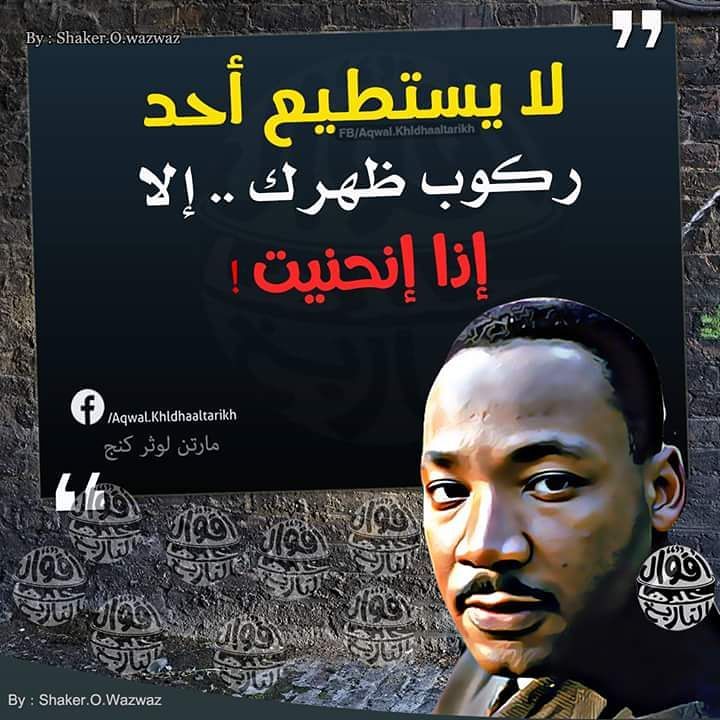 By : Shaker.O.wazwaz
لا يستطيع أحد
FB/Aqwal.Khldhaaltarikh
ركوب ظهرك .. إلا
إذا إنحنيت !
/Aqwal.Khldhaaltarikh
مارتن لوثر كنج
By : Shaker.O.Wazwaz